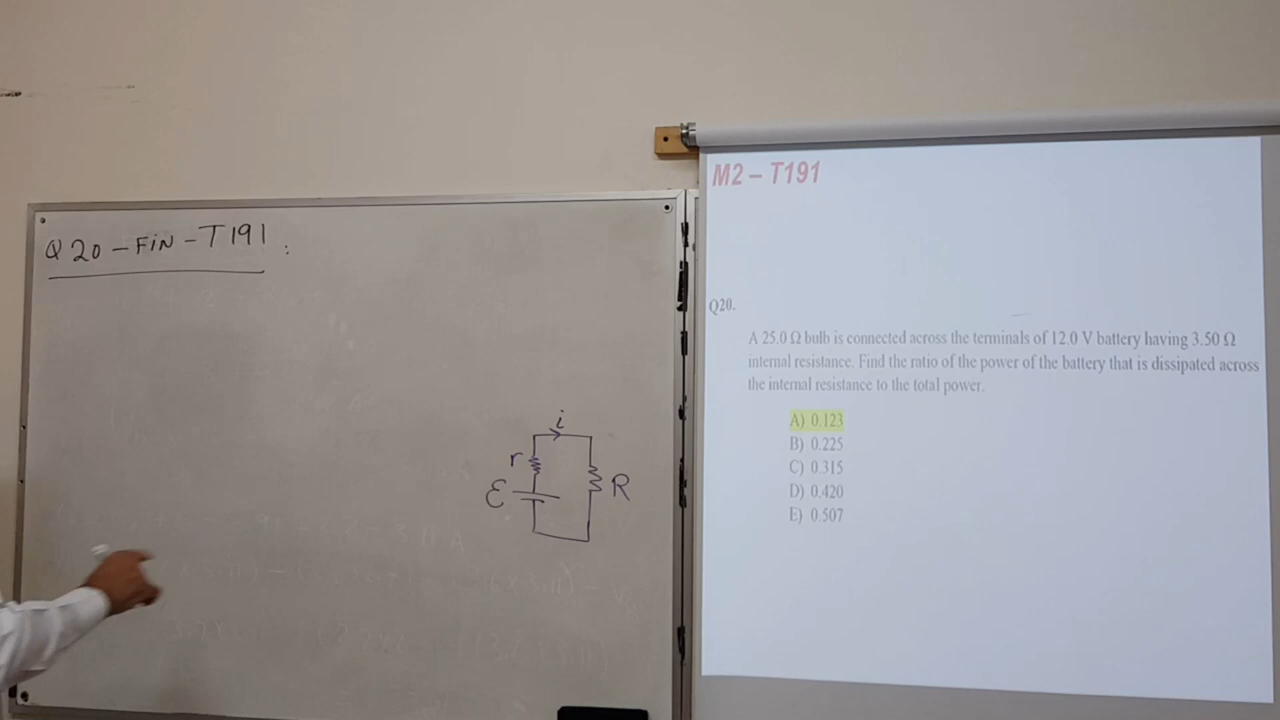 Q 20 – FiN – T191 :
i
r
ε
R
M2 – T191
Q20.
A 25.0 Ω bulb is connected across the terminals of 12.0 V battery having 3.50 Ω
internal resistance. Find the ratio of the power of the battery that is dissipated across
the internal resistance to the total power.
A) 0.123
B) 0.225
C) 0.315
D) 0.420
E) 0.507